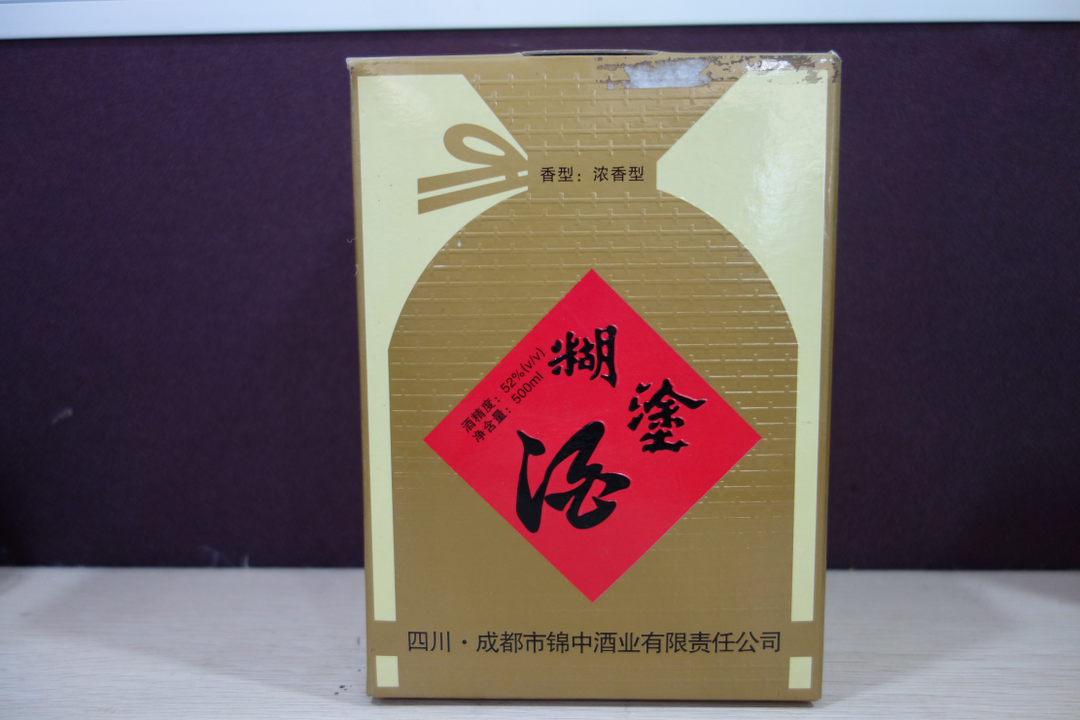 香型：浓香型
糊塗
酒
酒精度：52%(v/v)
净含量：500ml
四川·成都市锦中酒业有限责任公司